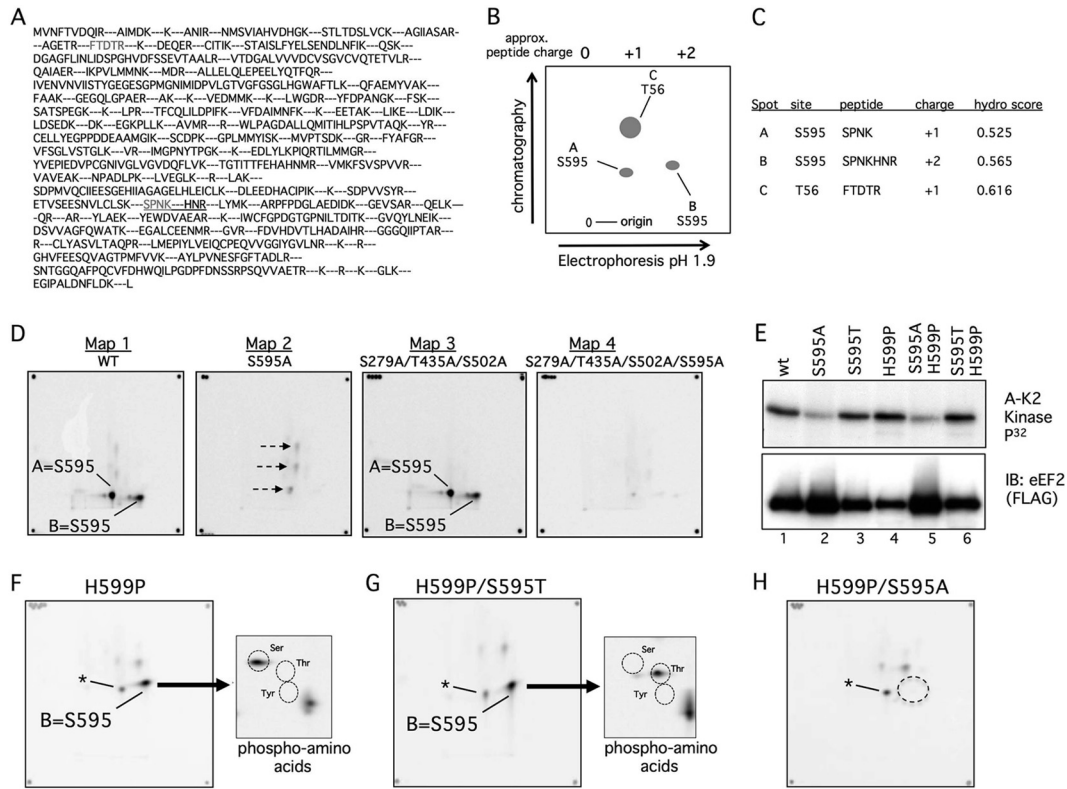 A
MVNFTVDQIR---AIMDK---K---ANIR---NMSVIAHVDHGK---STLTDSLVCK---AGIIASAR--
-AGETR---FTDTR---K---DEQER---CITIK---STAISLFYELSENDLNFIK---QSK---
DGAGFLINLIDSPGHVDFSSEVTAALR---VTDGALVVVDCVSGVCVQTETVLR---
QAIAER---IKPVLMMNK---MDR---ALLELQLEPEELYQTFQR---
IVENVNVIISTYGEGESGPMGNIMIDPVLGTVGFGSGLHGWAFTLK---QFAEMYVAK---
FAAK---GEGQLGPAER---AK---K---VEDMMK---K---LWGDR---YFDPANGK---FSK---
SATSPEGK---K---LPR---TFCQLILDPIFK---VFDAIMNFK---K---EETAK---LIKE---LDIK---
LDSEDK---DK---EGKPLLK---AVMR---R---WLPAGDALLQMITIHLPSPVTAQK---YR---
CELLYEGPPDDEAAMGIK---SCDPK---GPLMMYISK---MVPTSDK---GR---FYAFGR---
VFSGLVSTGLK---VR---IMGPNYTPGK---K---EDLYLKPIQRTILMMGR---
YVEPIEDVPCGNIVGLVGVDQFLVK---TGTITTFEHAHNMR---VMKFSVSPVVR---
VAVEAK---NPADLPK---LVEGLK---R---LAK---
SDPMVQCIIEESGEHIIAGAGELHLEICLK---DLEEDHACIPIK---K---SDPVVSYR---
ETVSEESNVLCLSK---SPNK---HNR---LYMK---ARPFPDGLAEDIDK---GEVSAR---QELK---
-QR---AR---YLAEK---YEWDVAEAR---K---IWCFGPDGTGPNILTDITK---GVQYLNEIK---
DSVVAGFQWATK---EGALCEENMR---GVR---FDVHDVTLHADAIHR---GGGQIIPTAR---
R---CLYASVLTAQPR---LMEPIYLVEIQCPEQVVGGIYGVLNR---K---R---
GHVFEESQVAGTPMFVVK---AYLPVNESFGFTADLR---
SNTGGQAFPQCVFDHWQILPGDPFDNSSRPSQVVAETR---K---R---K---GLK---
EGIPALDNFLDK---L
B
approx.
peptide charge 0 +1 +2
C
T56
A
S595
B
S595
0 — origin
chromatography
Electrophoresis pH 1.9
C
Spot site peptide charge hydro score
A S595 SPNK +1 0.525
B S595 SPNKHNR +2 0.565
C T56 FTDTR +1 0.616
D
Map 1 Map 2 Map 3 Map 4
WT S595A S279A/T435A/S502A S279A/T435A/S502A/S595A
A=S595
B=S595
A=S595
B=S595
E
wt
S595A
S595T
H599P
S595A
H599P
S595T
H599P
A-K2
Kinase
P32
IB: eEF2
(FLAG)
1 2 3 4 5 6
F
H599P
*
B=S595
Ser
Thr
Tyr
phospho-amino
acids
G
H599P/S595T
*
B=S595
Ser
Thr
Tyr
phospho-amino
acids
H
H599P/S595A
*